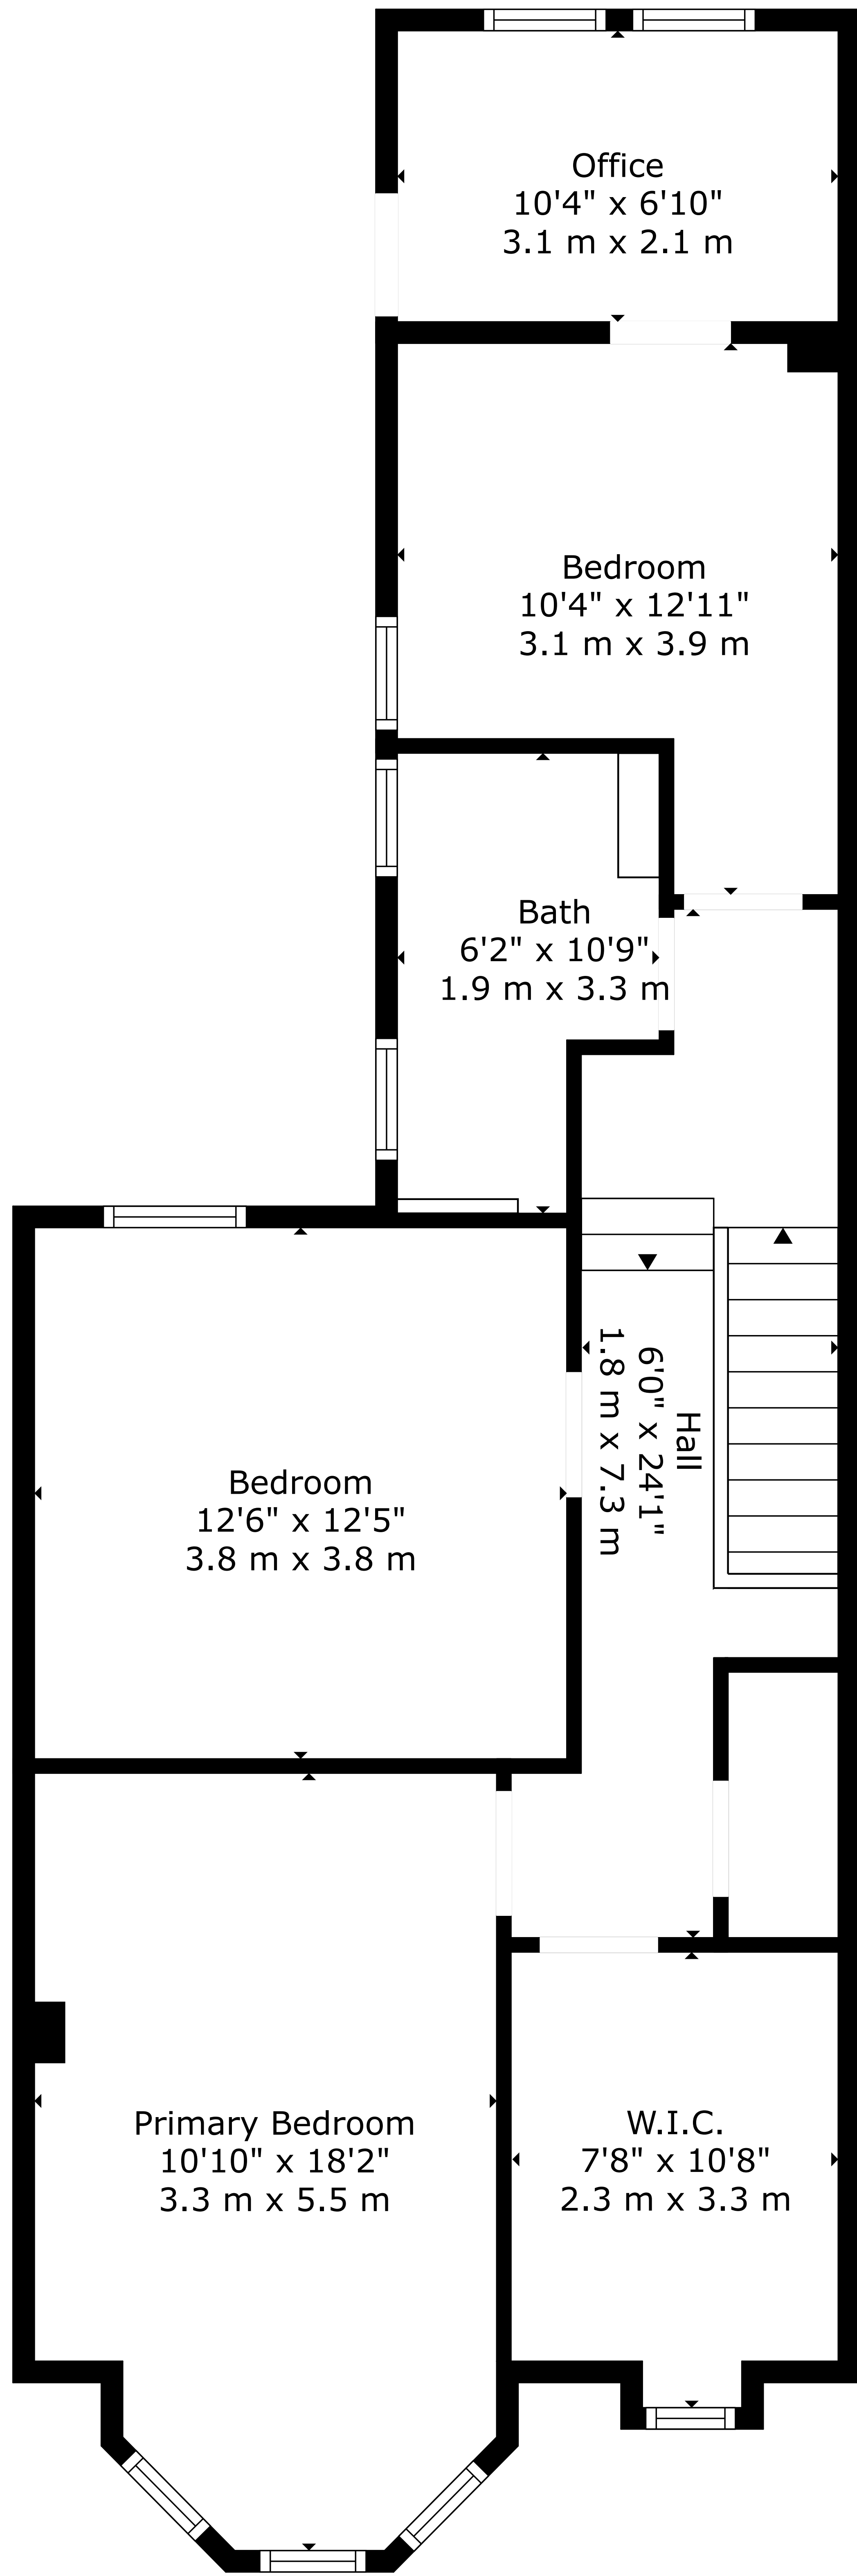 Office
10'4" x 6'10"
3.1 m x 2.1 m
Bedroom
10'4" x 12'11"
3.1 m x 3.9 m
Bath
6'2" x 10'9"
1.9 m x 3.3 m
Hall
6'0" x 24'1"
1.8 m x 7.3 m
Bedroom
12'6" x 12'5"
3.8 m x 3.8 m
Primary Bedroom
10'10" x 18'2"
3.3 m x 5.5 m
W.I.C.
7'8" x 10'8"
2.3 m x 3.3 m